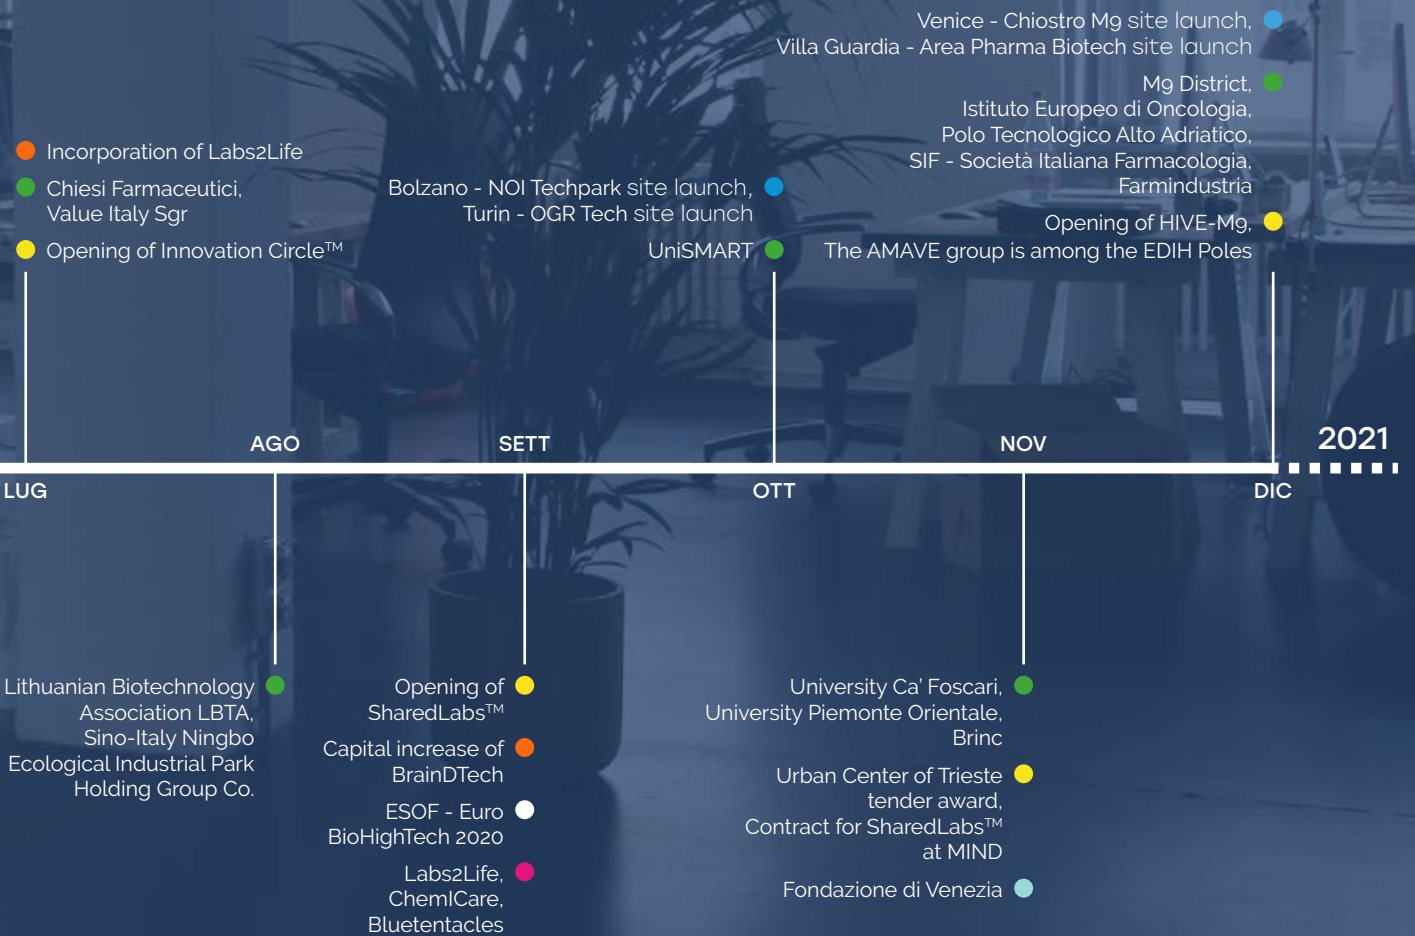 Incorporation of Labs2Life
Chiesi Farmaceutici,
Value Italy Sgr
Opening of Innovation Circle™
Bolzano - NOI Techpark site launch,
Turin - OGR Tech site launch
UniSMART
Venice - Chiostro M9 site launch,
Villa Guardia - Area Pharma Biotech site launch
M9 District,
Istituto Europeo di Oncologia,
Polo Tecnologico Alto Adriatico,
SIF - Società Italiana Farmacologia,
Farmindustria
Opening of HIVE-M9,
The AMAVE group is among the EDIH Poles
AGO
SETT
NOV
2021
LUG
OTT
DIC
Lithuanian Biotechnology
Association LBTA,
Sino-Italy Ningbo
Ecological Industrial Park
Holding Group Co.
Opening of
SharedLabs™
Capital increase of
BrainDTech
ESOF - Euro
BioHighTech 2020
Labs2Life,
ChemICare,
Bluetentacles
University Ca' Foscari,
University Piemonte Orientale,
Brinc
Urban Center of Trieste
tender award,
Contract for SharedLabs™
at MIND
Fondazione di Venezia